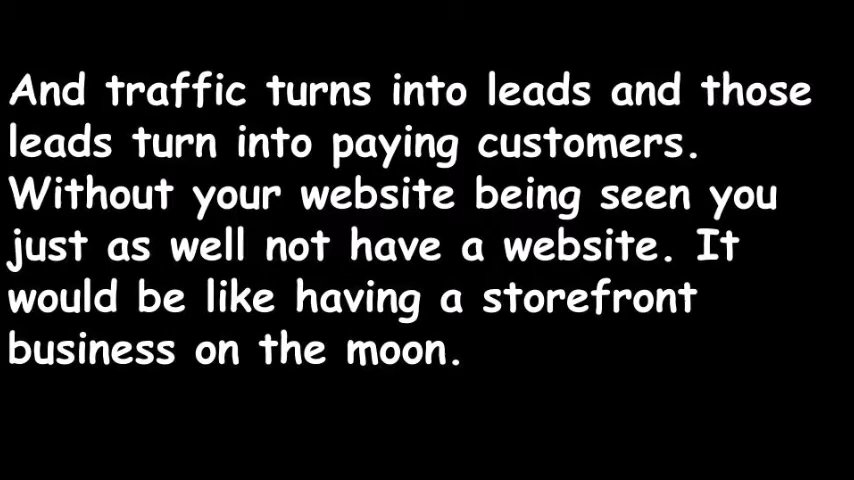 And traffic turns into leads and those
leads turn into paying customers.
Without your website being seen you
just as well not have a website. It
would be like having a storefront
business on the moon.